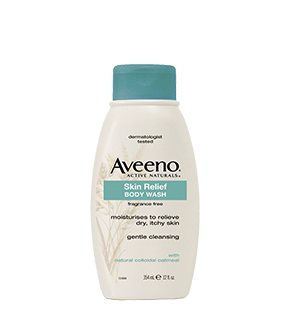 dermatologist
tested
Aveeno®
ACTIVE NATURALS™
Skin Relief
BODY WASH
fragrance free
moisturises to relieve
dry, itchy skin
gentle cleansing
with
natural colloidal oatmeal
354 mL e 12 fl oz